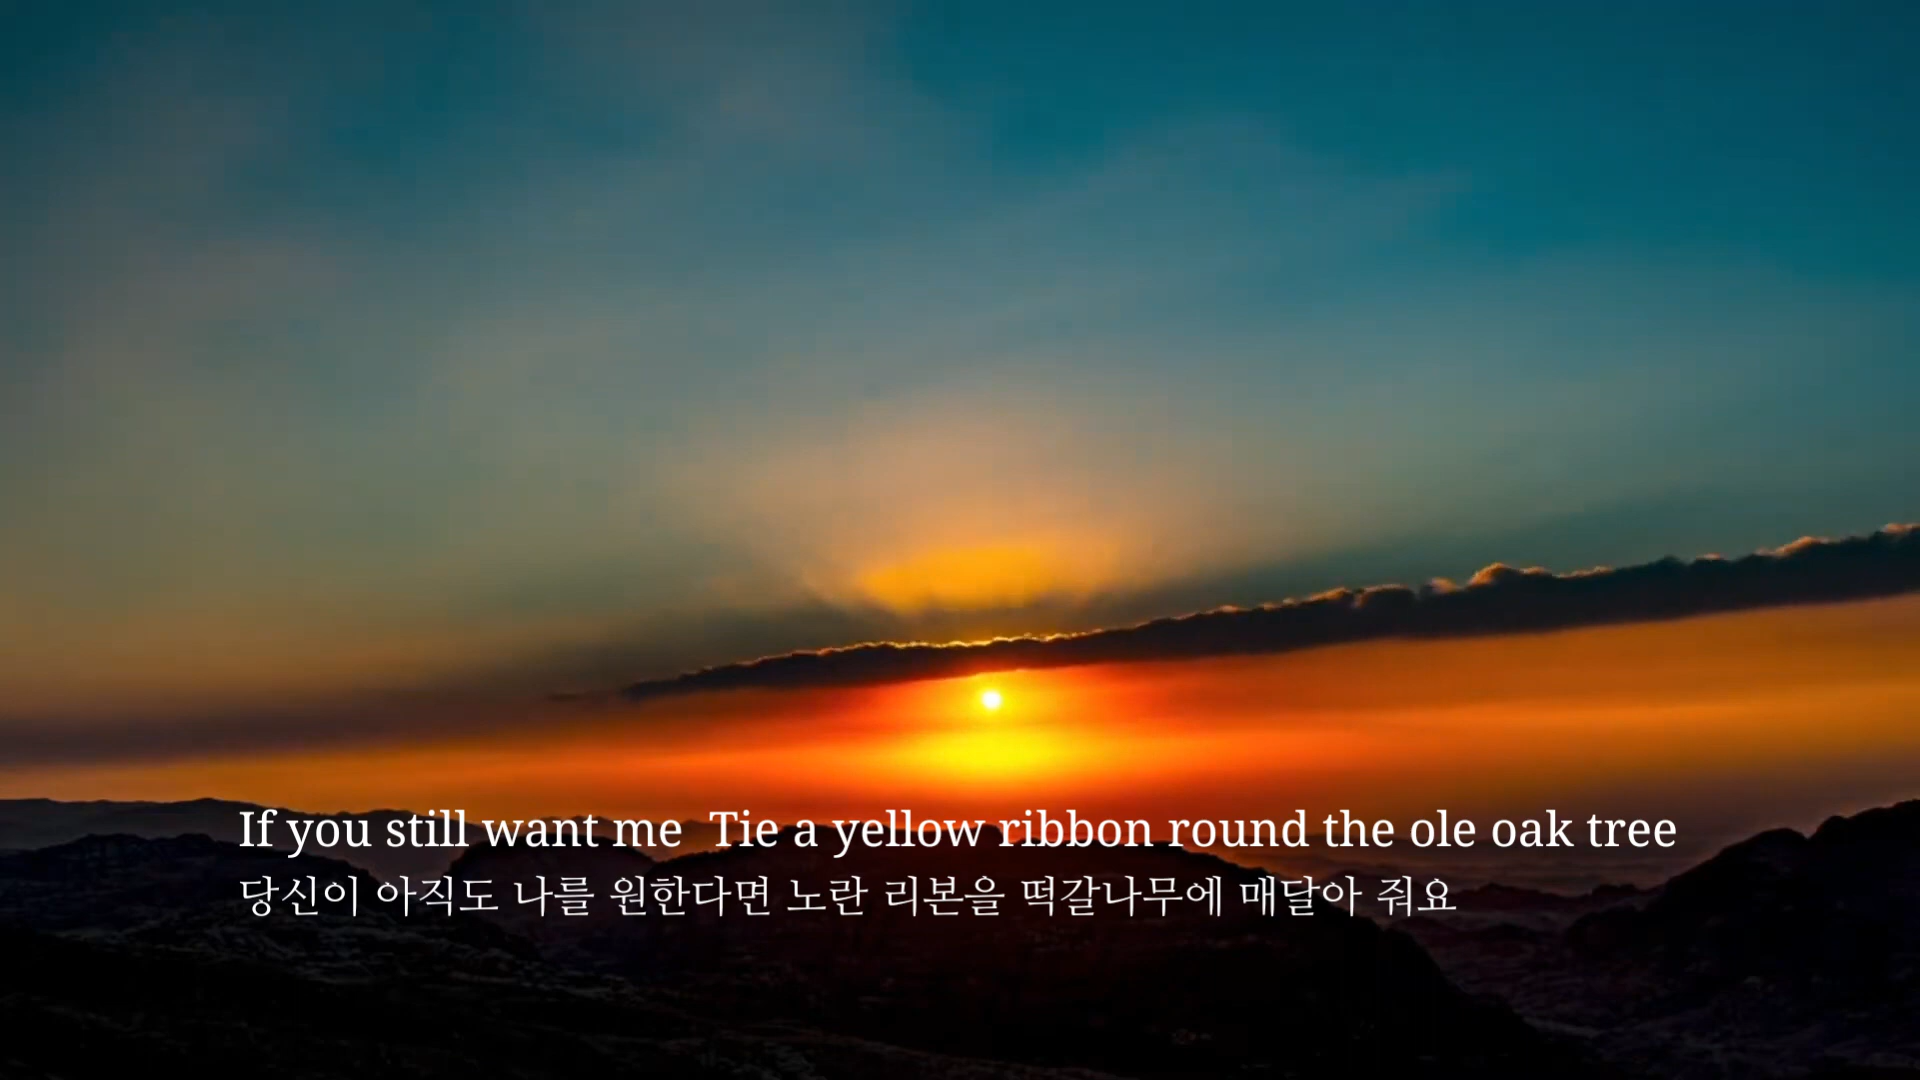 If you still want me  Tie a yellow ribbon round the ole oak tree
당신이 아직도 나를 원한다면 노란 리본을 떡갈나무에 매달아 줘요